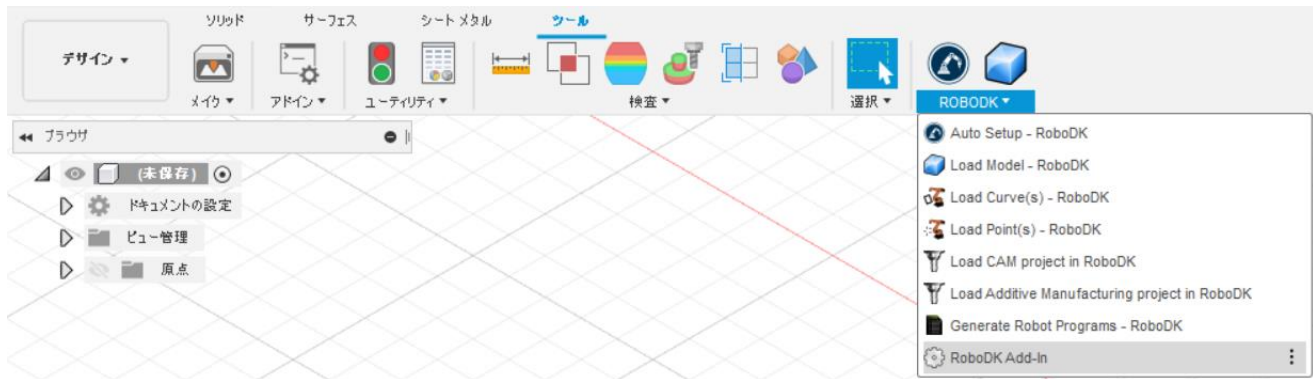 ソリッド サーフェス シート メタル ツール
デザイン
メイク アドイン ユーティリティ 検査 選択 ROBODK
ブラウザ
(未保存)
ドキュメントの設定
ビュー管理
原点
Auto Setup - RoboDK
Load Model - RoboDK
Load Curve(s) - RoboDK
Load Point(s) - RoboDK
Load CAM project in RoboDK
Load Additive Manufacturing project in RoboDK
Generate Robot Programs - RoboDK
RoboDK Add-In